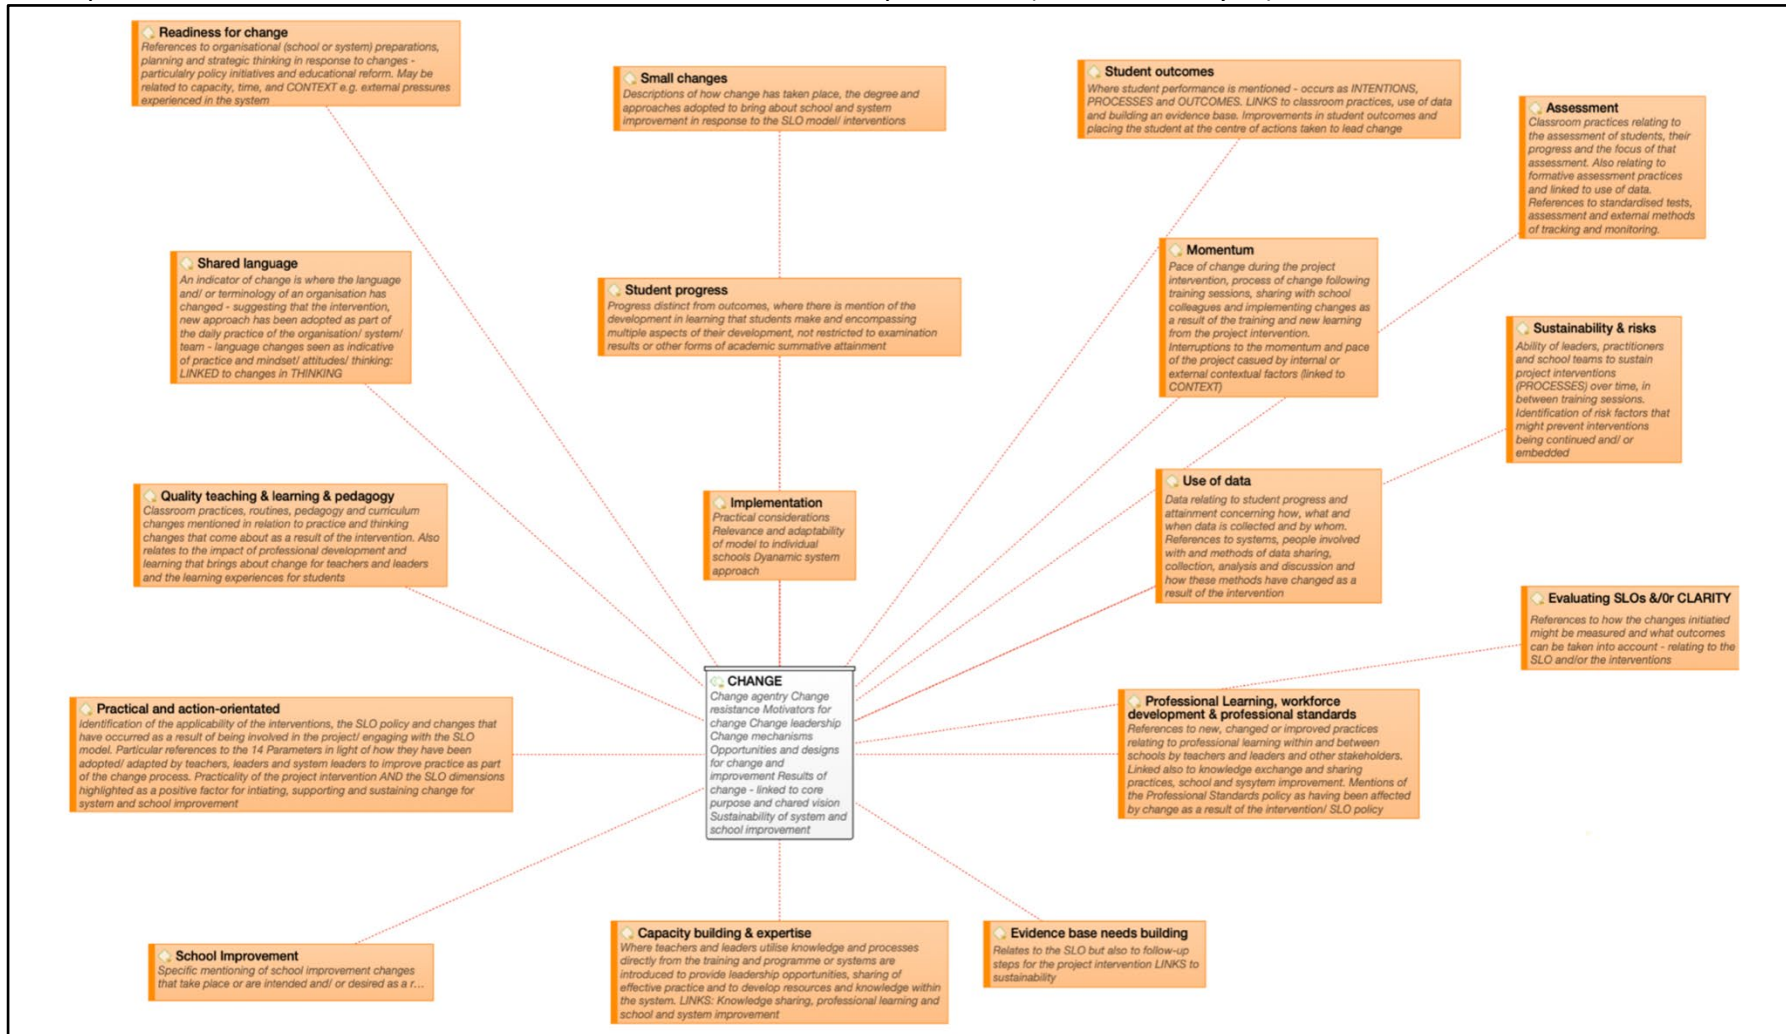 Readiness for change
References to organisational (school or system) preparations,
planning and strategic thinking in response to changes -
particulalry policy initiatives and educational reform. May be
related to capacity, time, and CONTEXT e.g. external pressures
experienced in the system
Small changes
Descriptions of how change has taken place, the degree and
approaches adopted to bring about school and system
improvement in response to the SLO model/ interventions
Student outcomes
Where student performance is mentioned - occurs as INTENTIONS,
PROCESSES and OUTCOMES. LINKS to classroom practices, use of data
and building an evidence base. Improvements in student outcomes and
placing the student at the centre of actions taken to lead change
Assessment
Classroom practices relating to
the assessment of students, their
progress and the focus of that
assessment. Also relating to
formative assessment practices
and linked to use of data.
References to standardised tests,
assessment and external methods
of tracking and monitoring.
Shared language
An indicator of change is where the language
and/ or terminology of an organisation has
changed - suggesting that the intervention,
new approach has been adopted as part of
the daily practice of the organisation/ system/
team - language changes seen as indicative
of practice and mindset/ attitudes/ thinking:
LINKED to changes in THINKING
Student progress
Progress distinct from outcomes, where there is mention of the
development in learning that students make and encompassing
multiple aspects of their development, not restricted to examination
results or other forms of academic summative attainment
Momentum
Pace of change during the project
intervention, process of change following
training sessions, sharing with school
colleagues and implementing changes as
a result of the training and new learning
from the project intervention.
Interruptions to the momentum and pace
of the project casued by internal or
external contextual factors (linked to
CONTEXT)
Sustainability & risks
Ability of leaders, practitioners
and school teams to sustain
project interventions
(PROCESSES) over time, in
between training sessions.
Identification of risk factors that
might prevent interventions
being continued and/ or
embedded
Quality teaching & learning & pedagogy
Classroom practices, routines, pedagogy and curriculum
changes mentioned in relation to practice and thinking
changes that come about as a result of the intervention. Also
relates to the impact of professional development and
learning that brings about change for teachers and leaders
and the learning experiences for students
Implementation
Practical considerations
Relevance and adaptability
of model to individual
schools Dyanamic system
approach
Use of data
Data relating to student progress and
attainment concerning how, what and
when data is collected and by whom.
References to systems, people involved
with and methods of data sharing,
collection, analysis and discussion and
how these methods have changed as a
result of the intervention
Evaluating SLOs &/0r CLARITY
References to how the changes initiatied
might be measured and what outcomes
can be taken into account - relating to the
SLO and/or the interventions
CHANGE
Change agentry Change
resistance Motivators for
change Change leadership
Change mechanisms
Opportunities and designs
for change and
improvement Results of
change - linked to core
purpose and chared vision
Sustainability of system and
school improvement
Practical and action-orientated
Identification of the applicability of the interventions, the SLO policy and changes that
have occurred as a result of being involved in the project/ engaging with the SLO
model. Particular references to the 14 Parameters in light of how they have been
adopted/ adapted by teachers, leaders and system leaders to improve practice as part
of the change process. Practicality of the project intervention AND the SLO dimensions
highlighted as a positive factor for intiating, supporting and sustaining change for
system and school improvement
Professional Learning, workforce
development & professional standards
References to new, changed or improved practices
relating to professional learning within and between
schools by teachers and leaders and other stakeholders.
Linked also to knowledge exchange and sharing
practices, school and sysytem improvement. Mentions of
the Professional Standards policy as having been affected
by change as a result of the intervention/ SLO policy
School Improvement
Specific mentioning of school improvement changes
that take place or are intended and/ or desired as a r...
Capacity building & expertise
Where teachers and leaders utilise knowledge and processes
directly from the training and programme or systems are
introduced to provide leadership opportunities, sharing of
effective practice and to develop resources and knowledge within
the system. LINKS: Knowledge sharing, professional learning and
school and system improvement
Evidence base needs building
Relates to the SLO but also to follow-up
steps for the project intervention LINKS to
sustainability